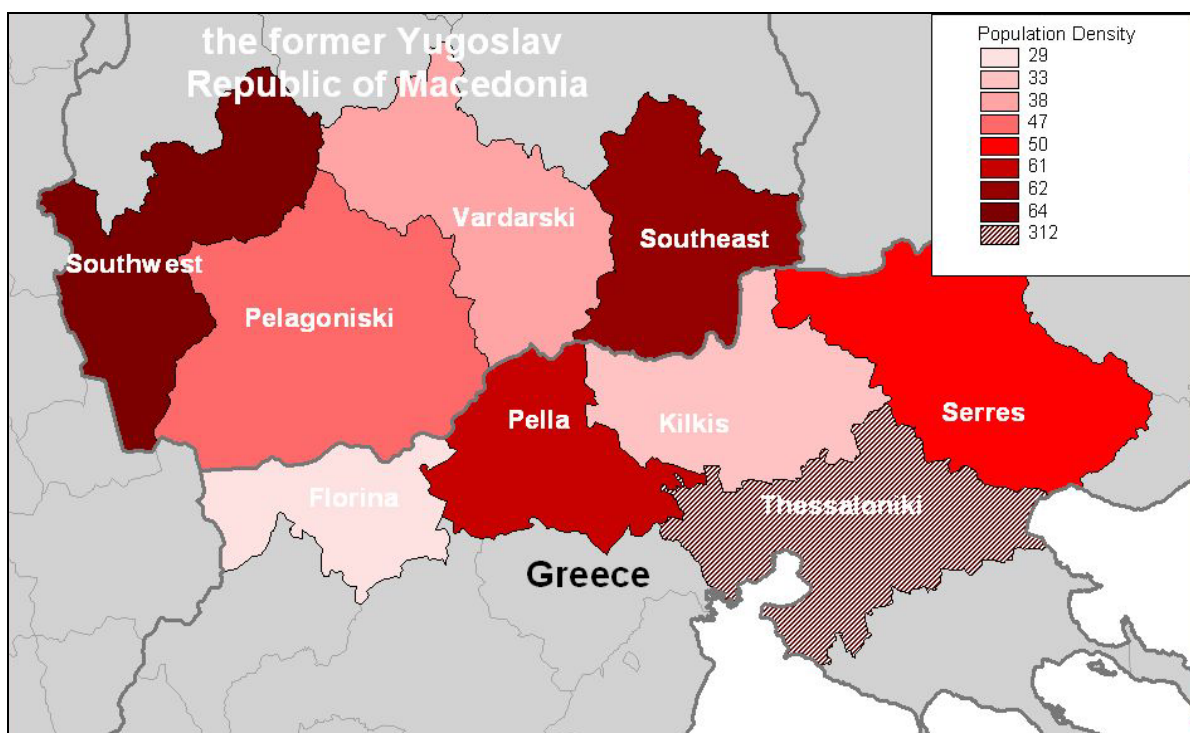 the former Yugoslav
Republic of Macedonia
Population Density
29
33
38
47
50
61
62
64
312
Vardarski
Southeast
Southwest
Pelagoniski
Pella
Kilkis
Serres
Florina
Thessaloniki
Greece